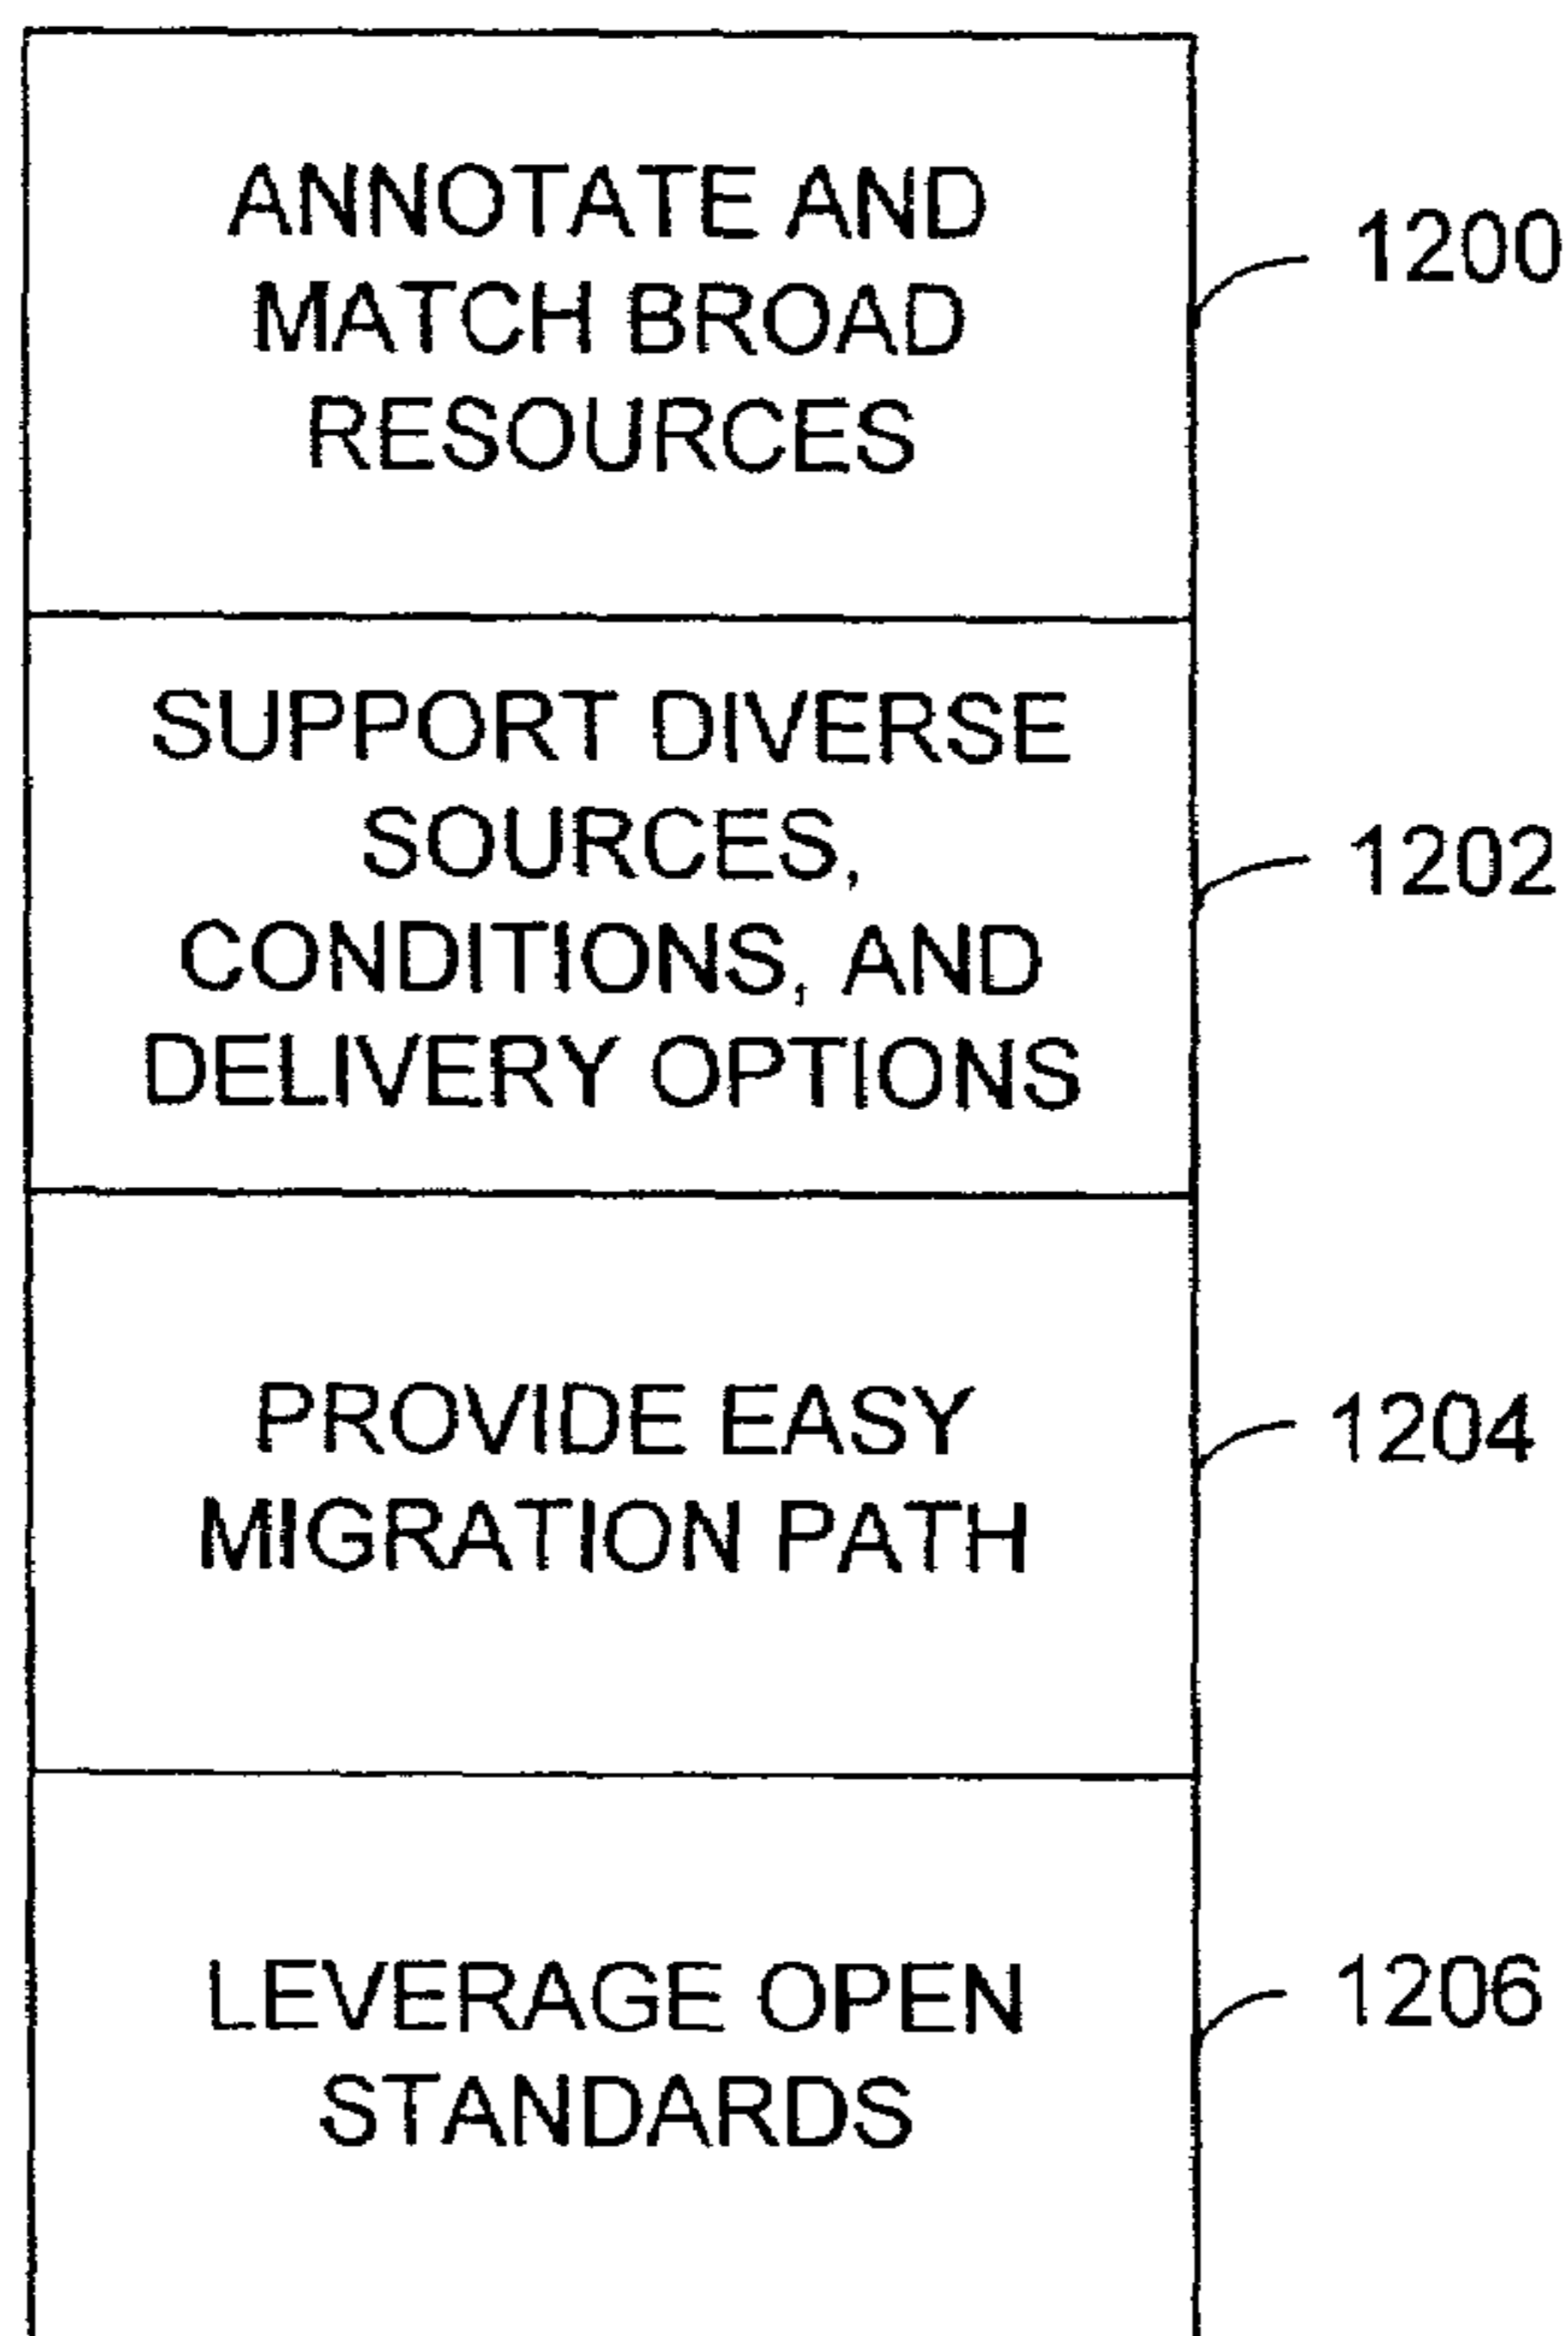 ANNOTATE AND
MATCH BROAD
RESOURCES
1200
SUPPORT DIVERSE
SOURCES,
CONDITIONS, AND
DELIVERY OPTIONS
1202
PROVIDE EASY
MIGRATION PATH
1204
LEVERAGE OPEN
STANDARDS
1206